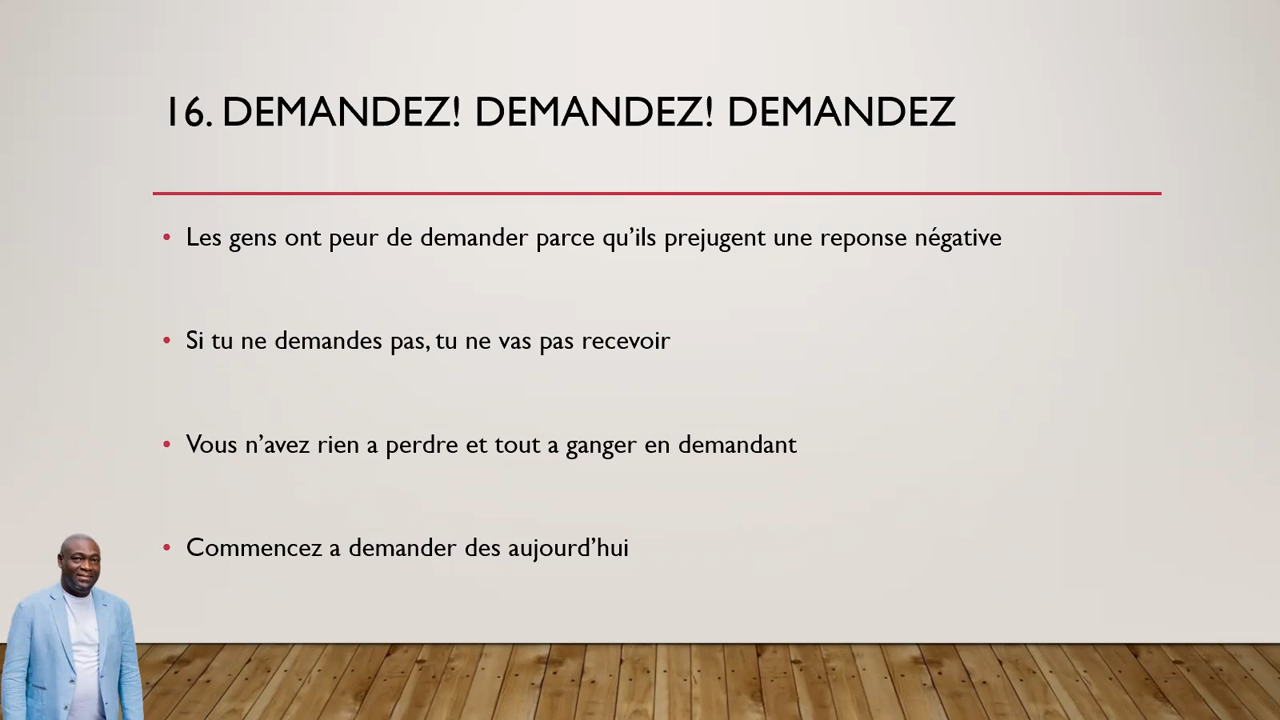 16. DEMANDEZ! DEMANDEZ! DEMANDEZ
• Les gens ont peur de demander parce qu’ils prejugent une reponse négative
• Si tu ne demandes pas, tu ne vas pas recevoir
• Vous n’avez rien a perdre et tout a ganger en demandant
• Commencez a demander des aujourd’hui